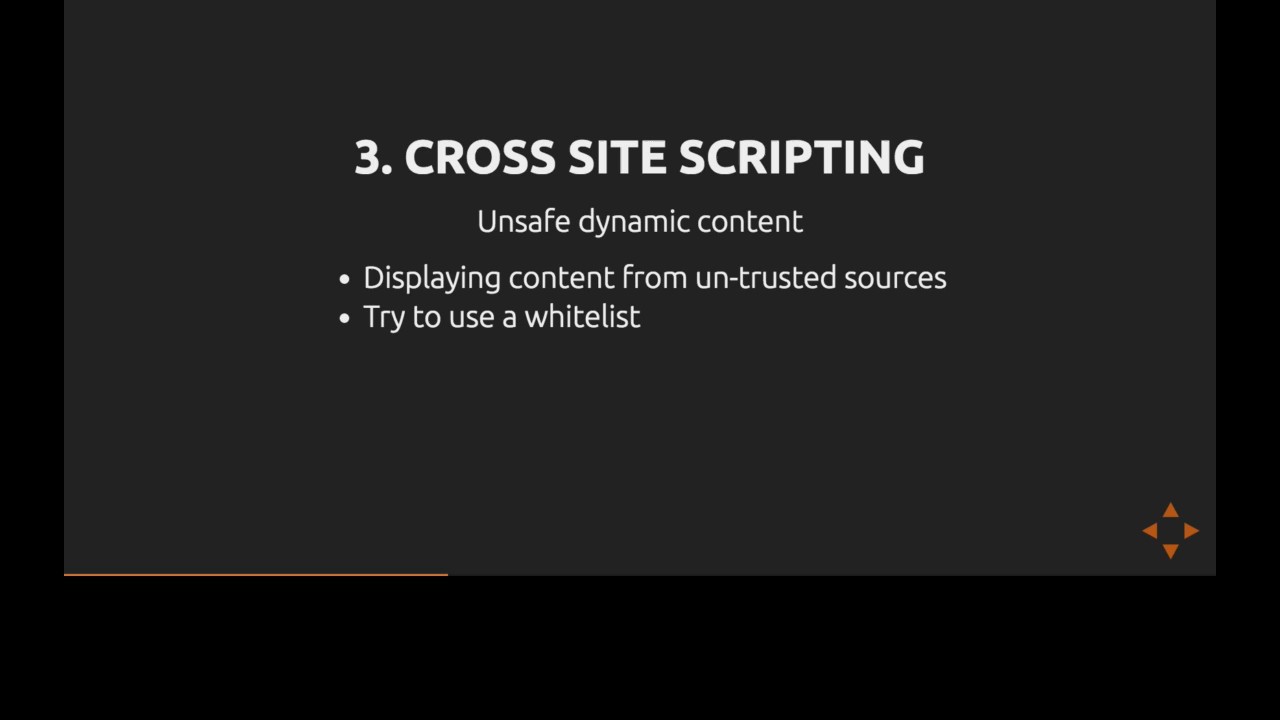 3. CROSS SITE SCRIPTING
Unsafe dynamic content
• Displaying content from un-trusted sources
• Try to use a whitelist